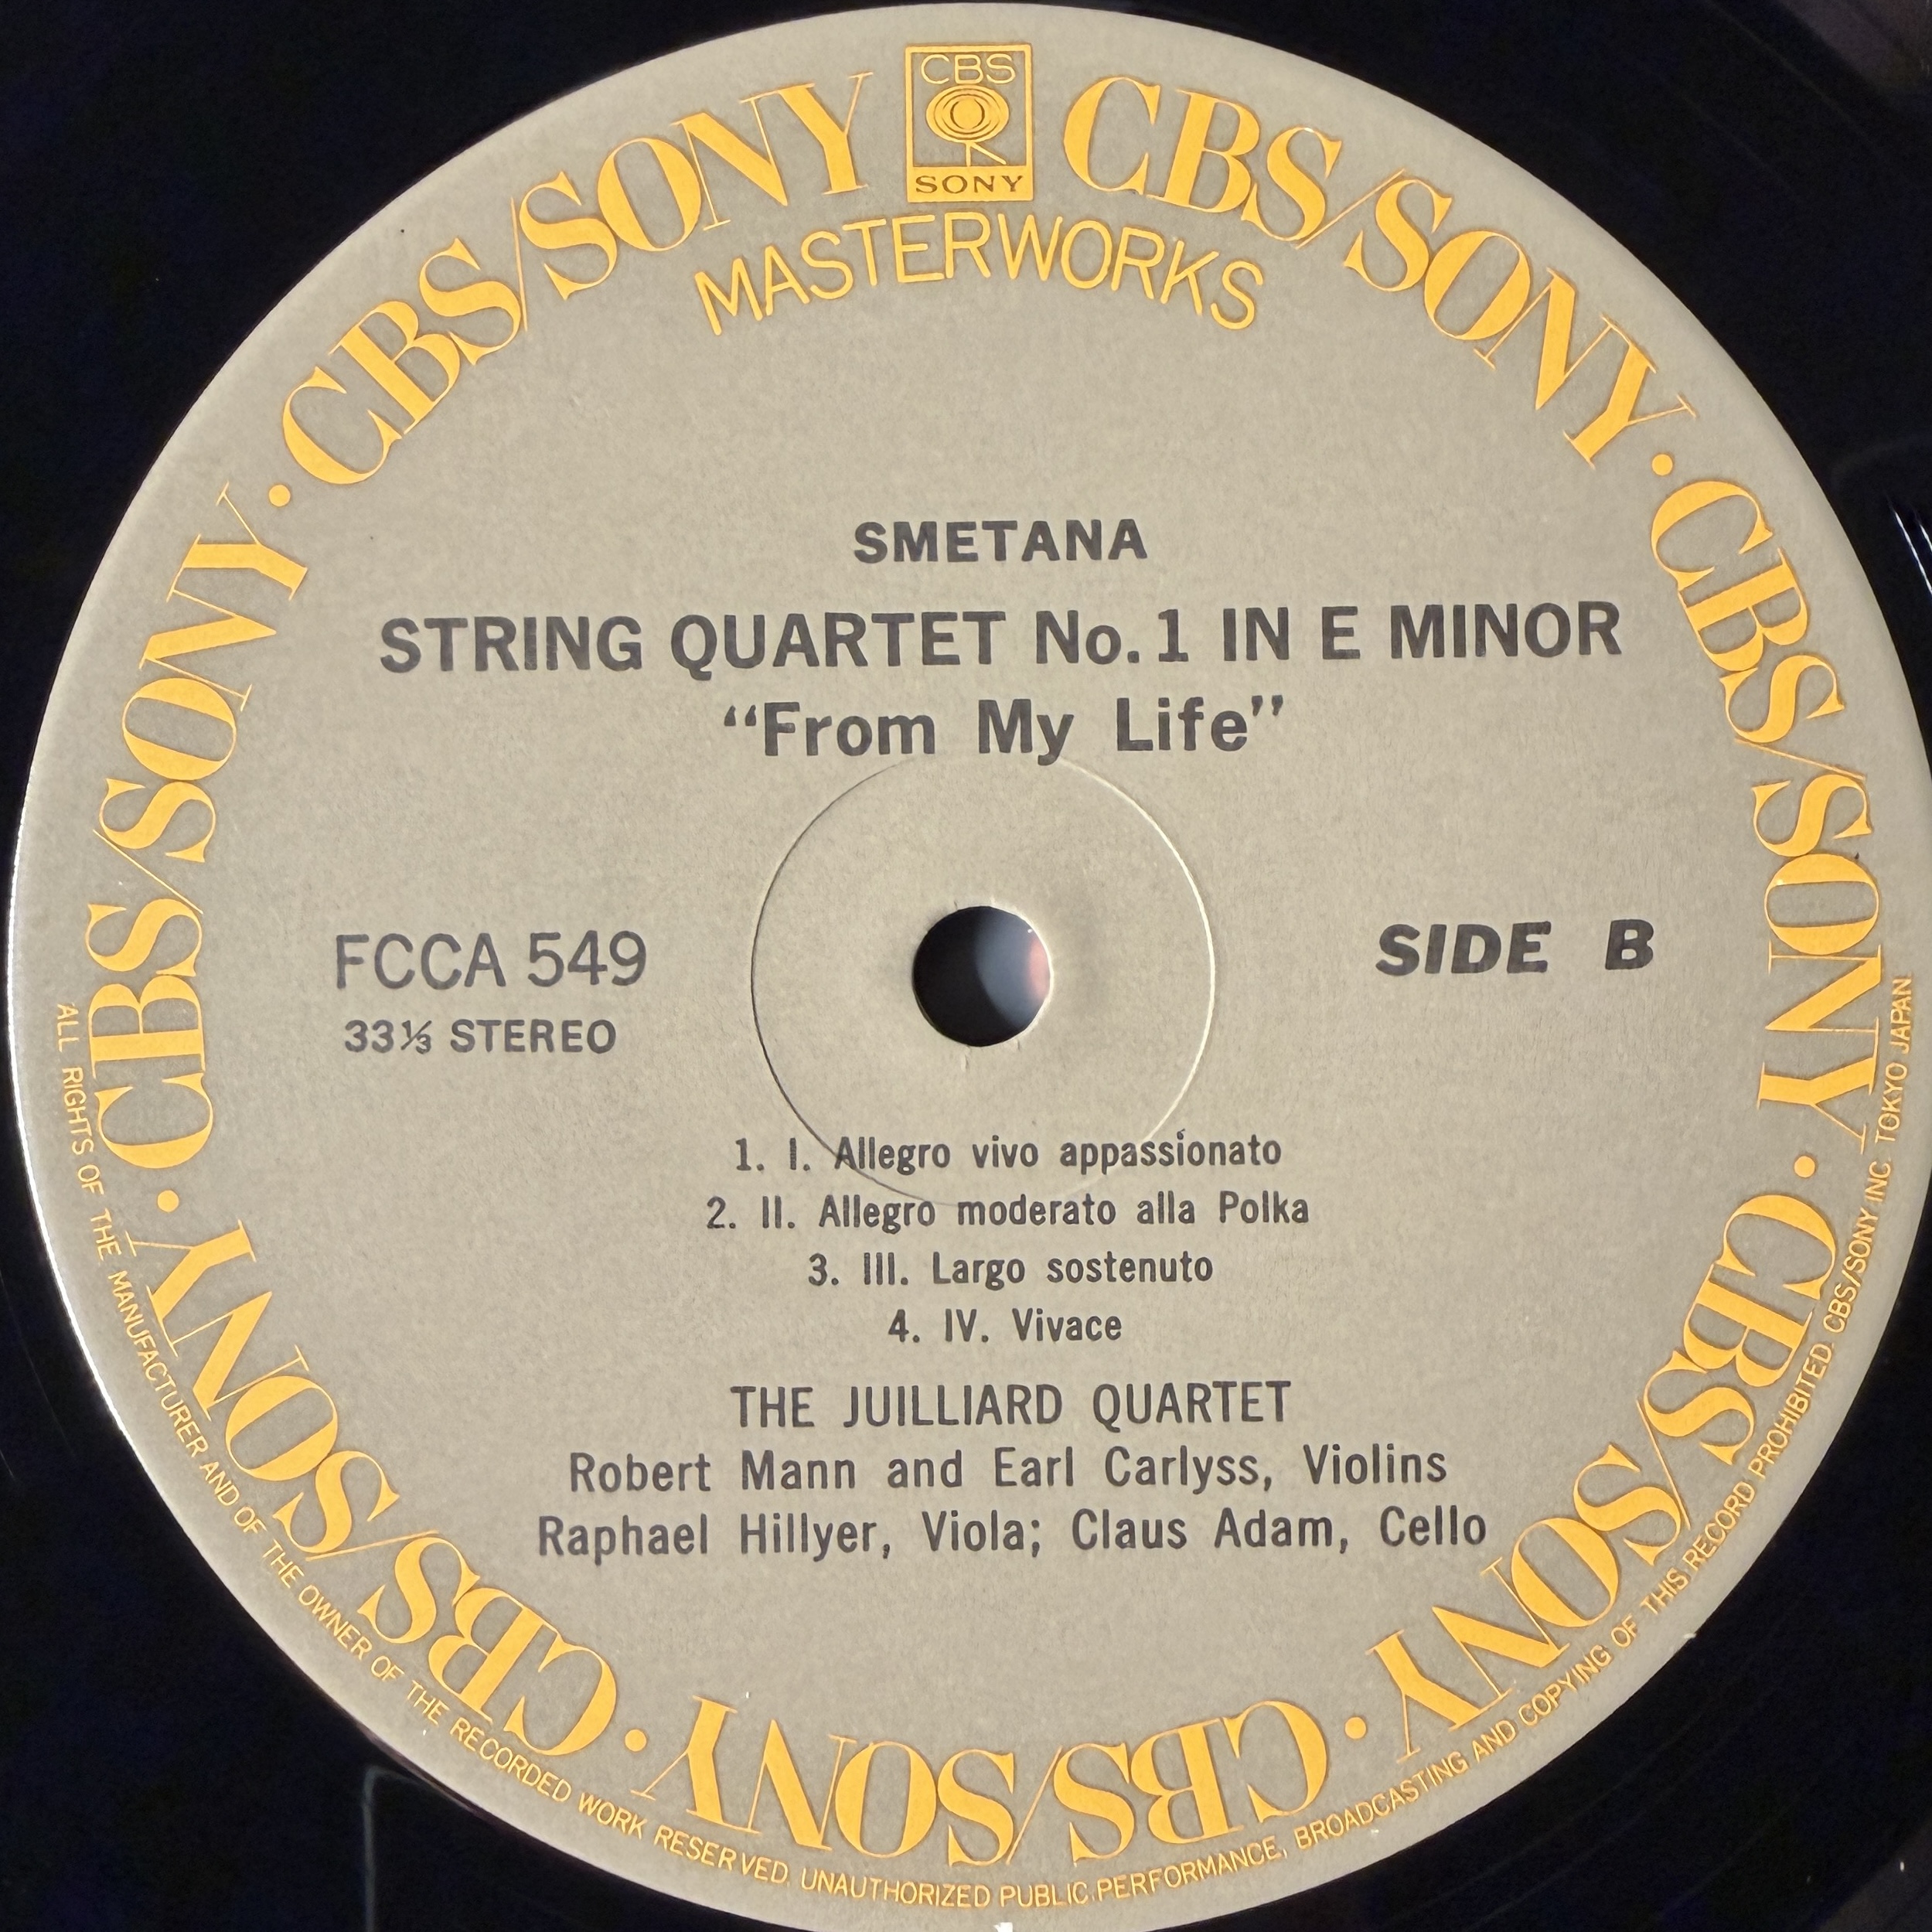 CBS
SONY
CBS/SONY · CBS/SONY · CBS/SONY · CBS/SONY · CBS/SONY · CBS/SONY · CBS/SONY
MASTERWORKS
SMETANA
STRING QUARTET No. 1 IN E MINOR
“From My Life”
FCCA 549
33⅓ STEREO
SIDE B
1. I. Allegro vivo appassionato
2. II. Allegro moderato alla Polka
3. III. Largo sostenuto
4. IV. Vivace
THE JUILLIARD QUARTET
Robert Mann and Earl Carlyss, Violins
Raphael Hillyer, Viola; Claus Adam, Cello
ALL RIGHTS OF THE MANUFACTURER AND OF THE OWNER OF THE RECORDED WORK RESERVED. UNAUTHORIZED PUBLIC PERFORMANCE, BROADCASTING AND COPYING OF THIS RECORD PROHIBITED. CBS/SONY INC. TOKYO JAPAN